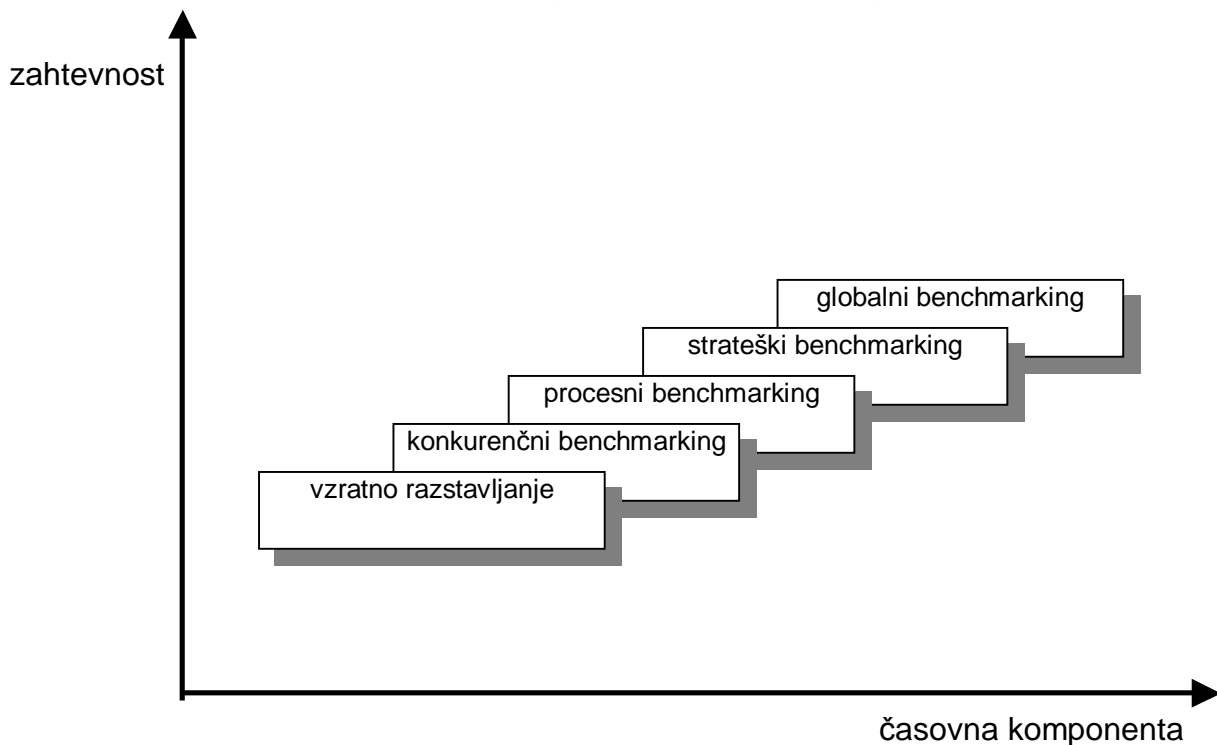 zahtevnost
globalni benchmarking
strateški benchmarking
procesni benchmarking
konkurenčni benchmarking
vzratno razstavljanje
časovna komponenta